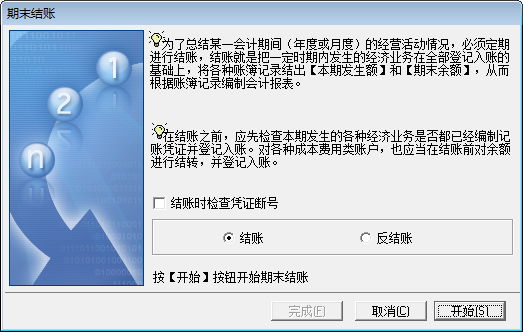 期末结账
为了总结某一会计期间（年度或月度）的经营活动情况，必须定期
进行结账，结账就是把一定时期内发生的经济业务在全部登记入账的
基础上，将各种账簿记录结出【本期发生额】和【期末余额】，从而
根据账簿记录编制会计报表。
在结账之前，应先检查本期发生的各种经济业务是否都已经编制记
账凭证并登记入账。对各种成本费用类账户，也应当在结账前对余额
进行结转，并登记入账。
1
2
n
结账时检查凭证断号
结账 反结账
按【开始】按钮开始期末结账
完成(F) 取消(C) 开始(S)